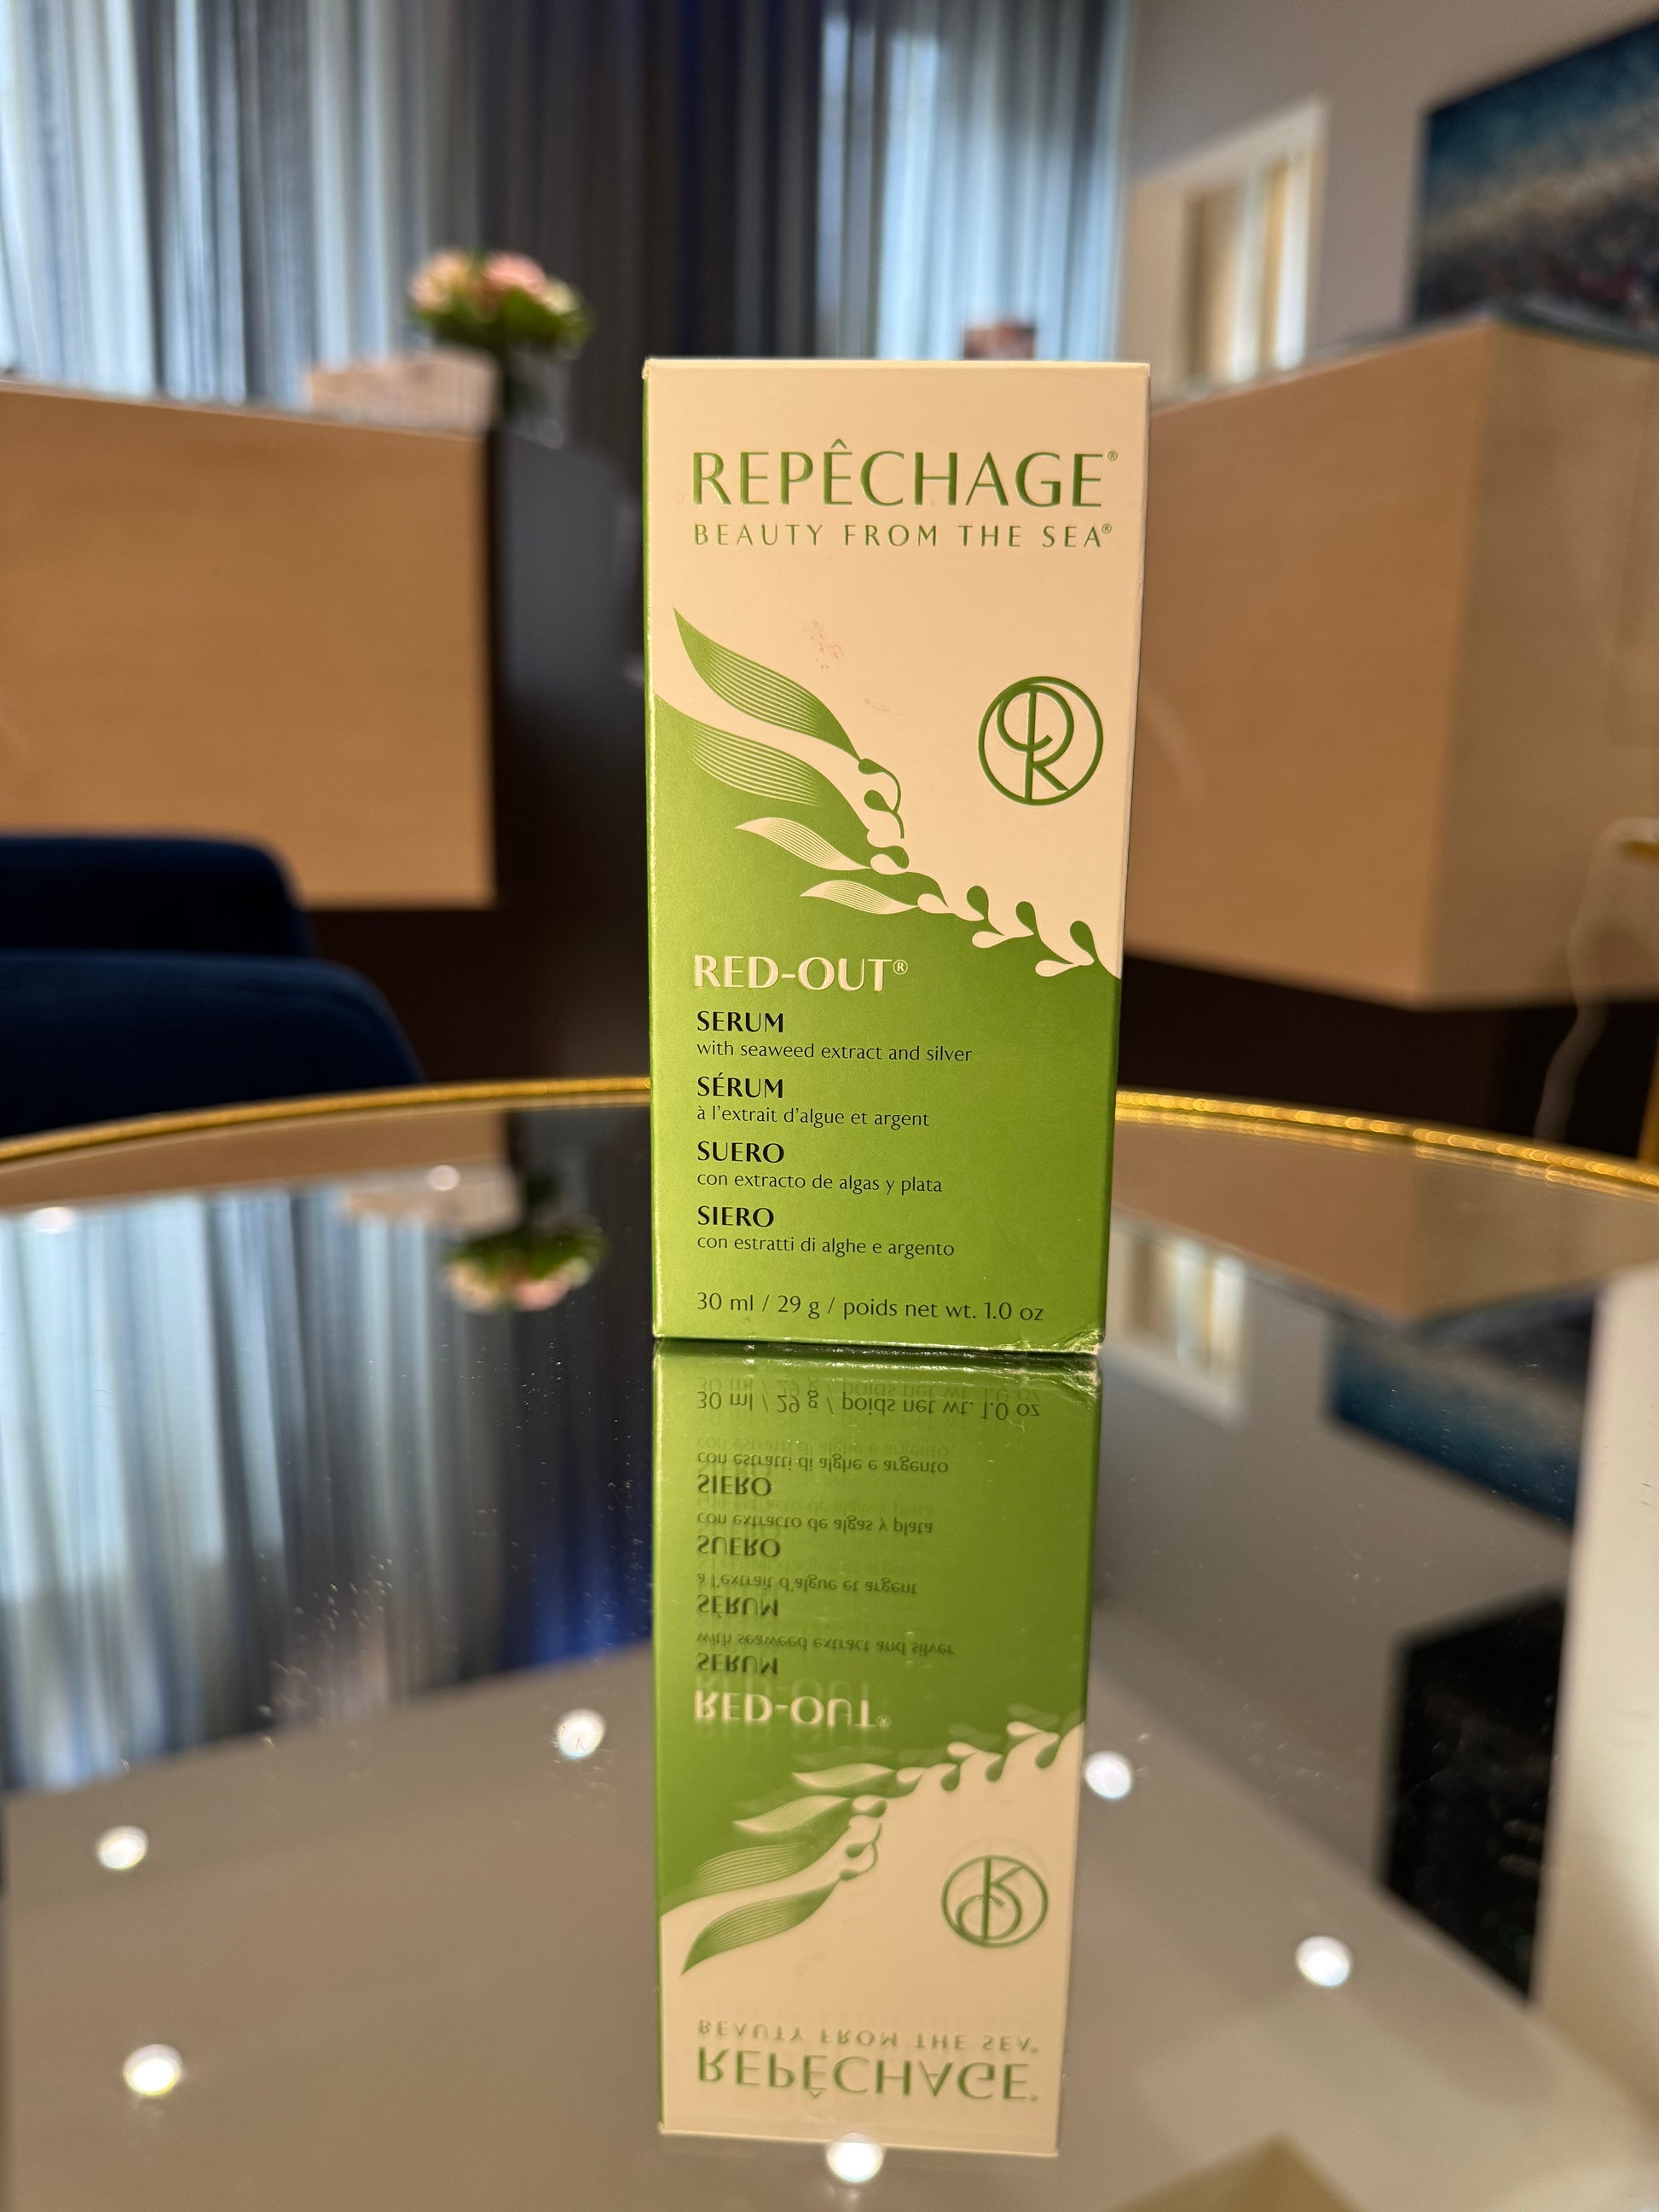 REPÊCHAGE®
BEAUTY FROM THE SEA®
RED-OUT®
SERUM
with seaweed extract and silver
SÉRUM
à l'extrait d'algue et argent
SUERO
con extracto de algas y plata
SIERO
con estratti di alghe e argento
30 ml / 29 g / poids net wt. 1.0 oz